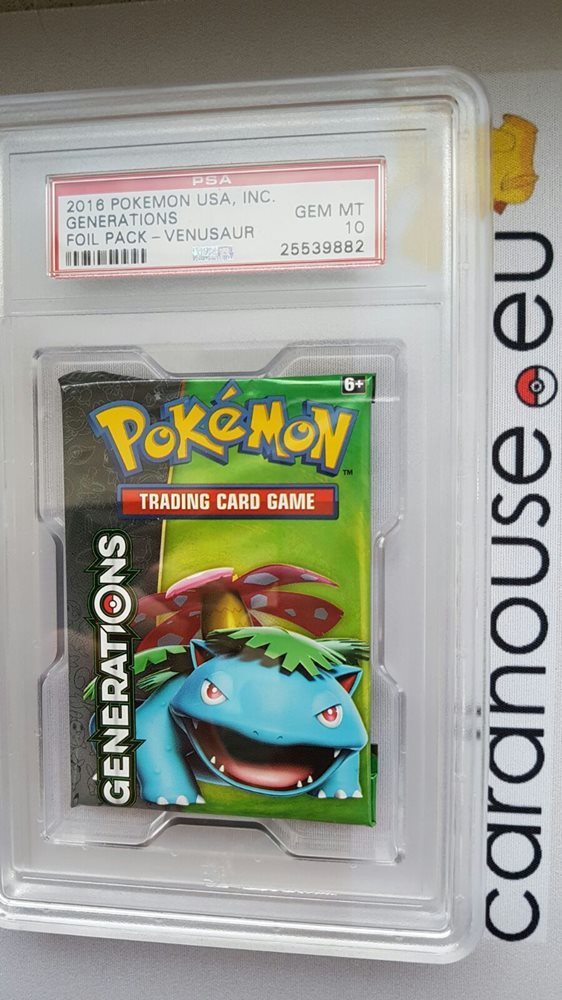 PSA
2016 POKEMON USA, INC.
GENERATIONS
GEM MT
FOIL PACK - VENUSAUR
10
25539882
6+
POKéMON
TM
TRADING CARD GAME
GENERATIONS
caranouse.eu